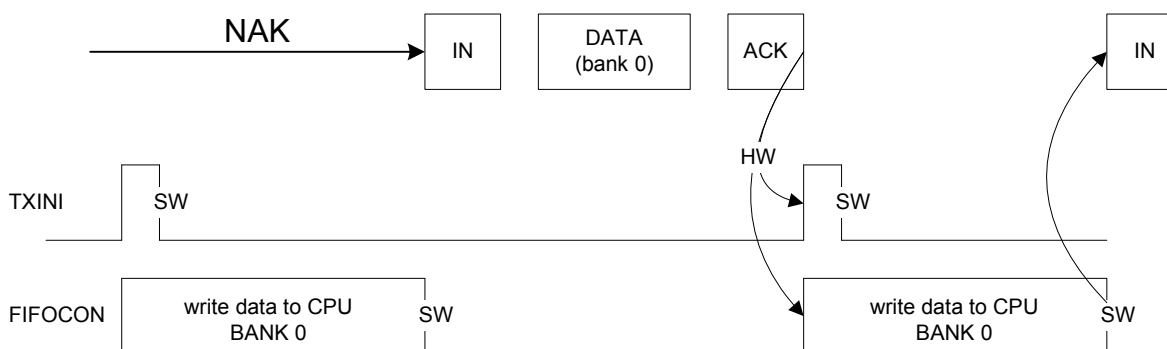 NAK
IN
DATA
(bank 0)
ACK
IN
HW
TXINI
SW
SW
FIFOCON
write data to CPU
BANK 0
SW
write data to CPU
BANK 0
SW